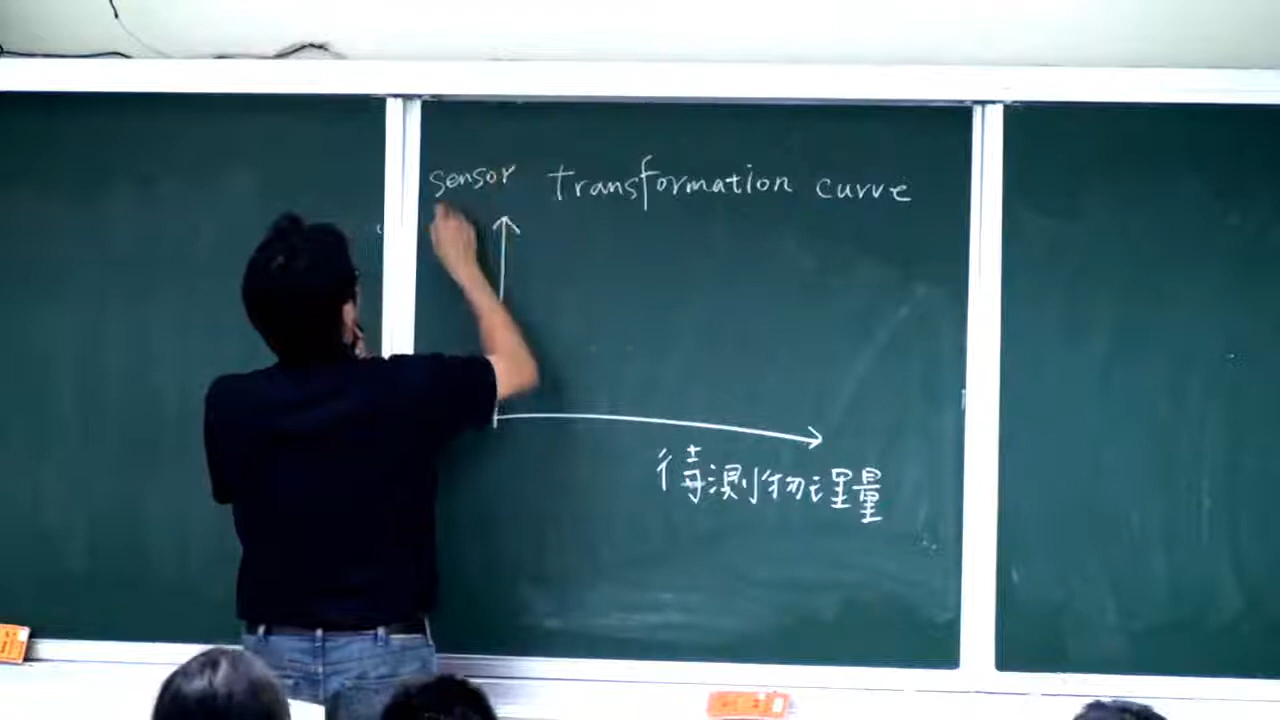 sensor transformation curve
待測物理量